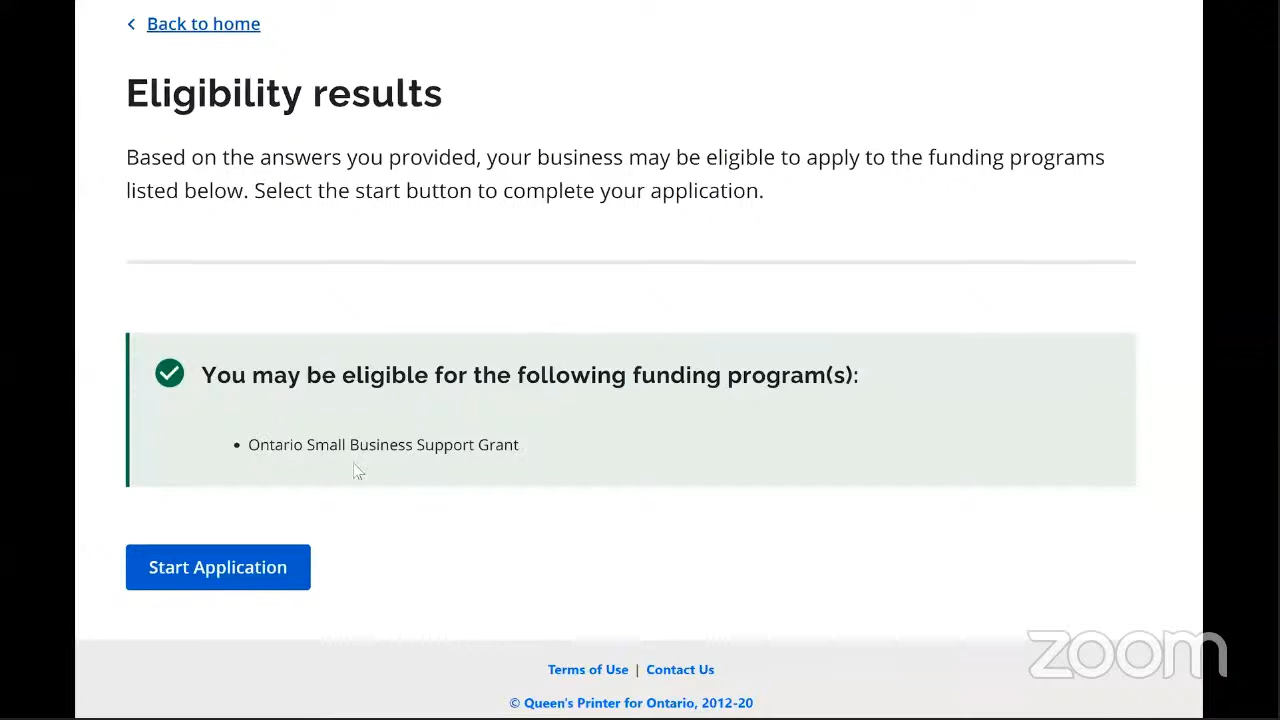 Back to home
Eligibility results
Based on the answers you provided, your business may be eligible to apply to the funding programs
listed below. Select the start button to complete your application.
You may be eligible for the following funding program(s):
• Ontario Small Business Support Grant
Start Application
zoom
Terms of Use | Contact Us
© Queen's Printer for Ontario, 2012-20